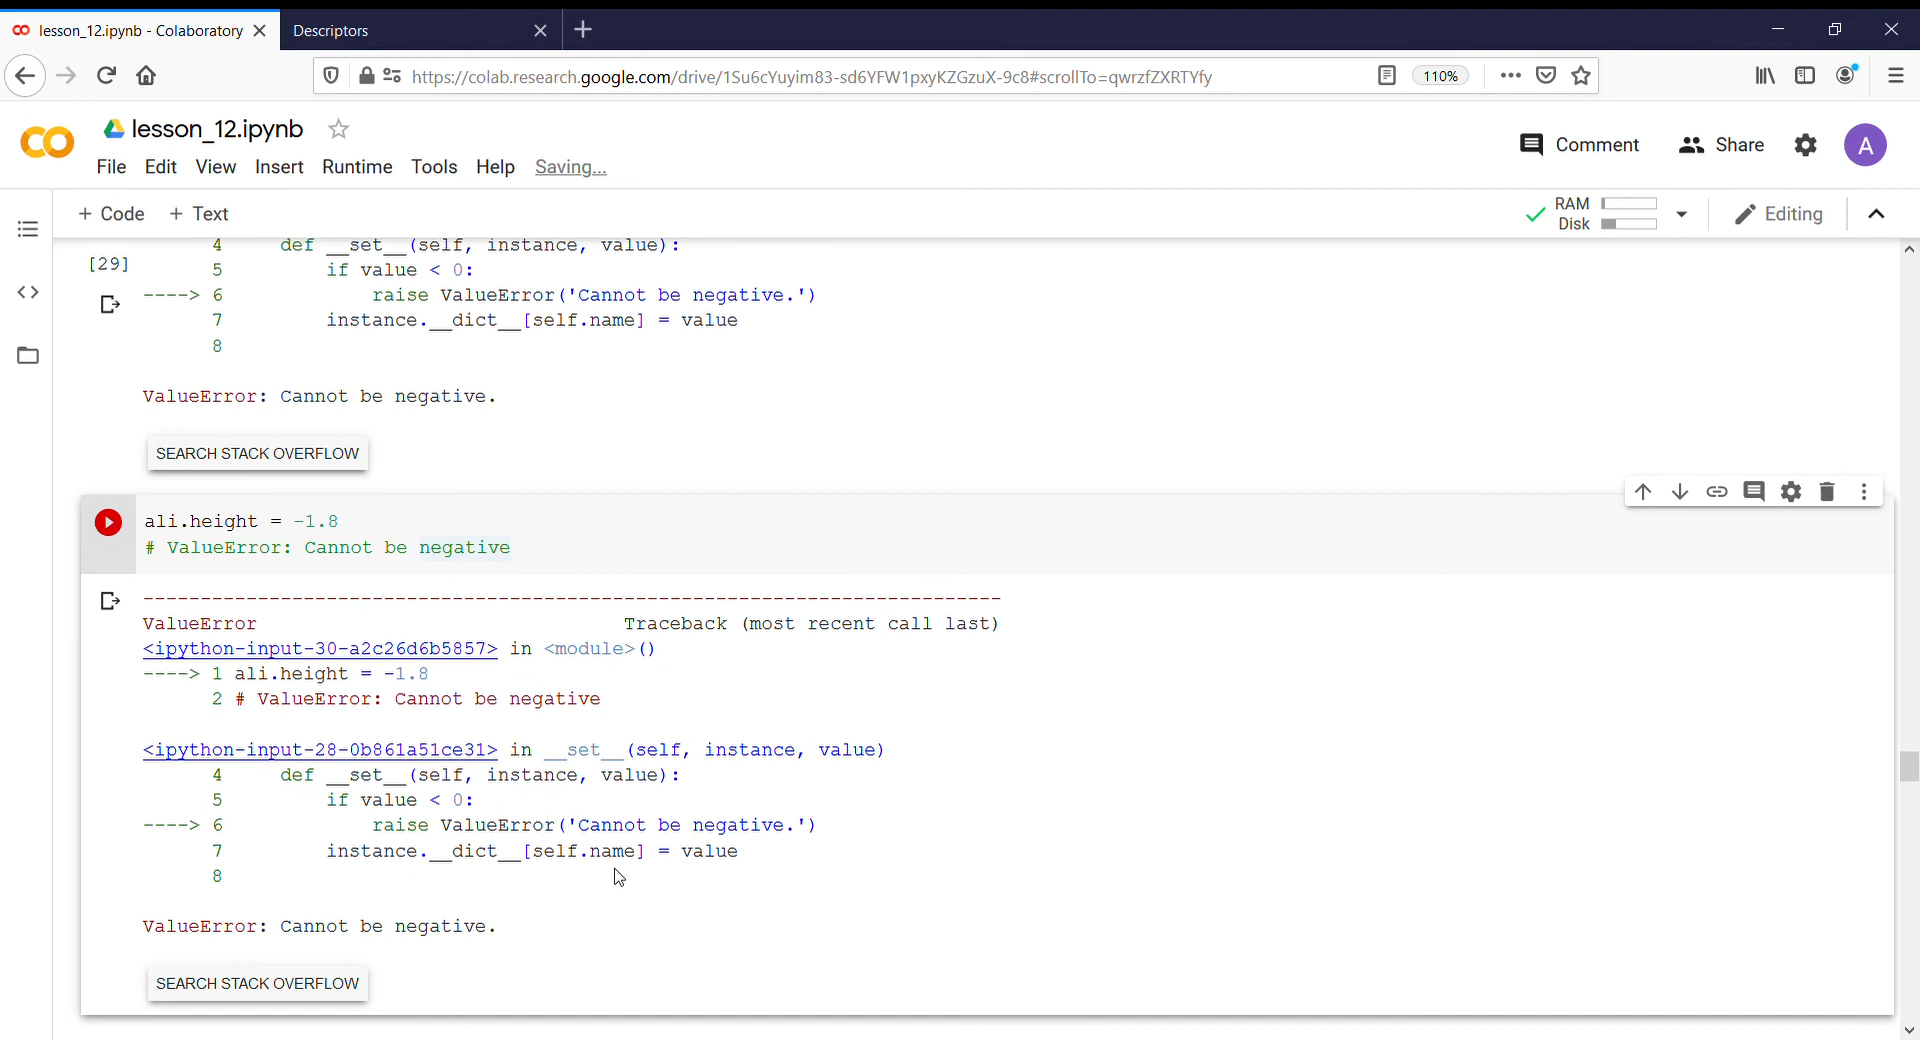 lesson_12.ipynb - Colaboratory
Descriptors
https://colab.research.google.com/drive/1Su6cYuyim83-sd6YFW1pxyKZGzuX-9c8#scrollTo=qwrzfZXRTYfy
110%
lesson_12.ipynb
Comment
Share
A
File Edit View Insert Runtime Tools Help Saving...
+ Code + Text
RAM
Disk
Editing
[29]
4 def __set__(self, instance, value):
5 if value < 0:
----> 6 raise ValueError('Cannot be negative.')
7 instance.__dict__[self.name] = value
8
ValueError: Cannot be negative.
SEARCH STACK OVERFLOW
ali.height = -1.8
# ValueError: Cannot be negative
---------------------------------------------------------------------------
ValueError Traceback (most recent call last)
<ipython-input-30-a2c26d6b5857> in <module>()
----> 1 ali.height = -1.8
2 # ValueError: Cannot be negative
<ipython-input-28-0b861a51ce31> in __set__(self, instance, value)
4 def __set__(self, instance, value):
5 if value < 0:
----> 6 raise ValueError('Cannot be negative.')
7 instance.__dict__[self.name] = value
8
ValueError: Cannot be negative.
SEARCH STACK OVERFLOW